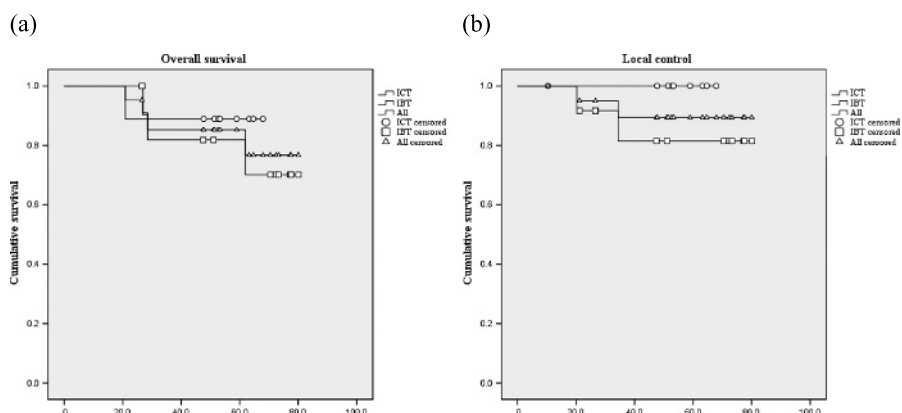 (a)
(b)
Overall survival
Local control
Cumulative survival
1.0
0.8
0.6
0.4
0.2
0.0
0
20.0
40.0
60.0
80.0
100.0
ICT
IBT
All
ICT censored
IBT censored
All censored
Cumulative survival
1.0
0.8
0.6
0.4
0.2
0.0
0
20.0
40.0
60.0
80.0
100.0
ICT
IBT
All
ICT censored
IBT censored
All censored